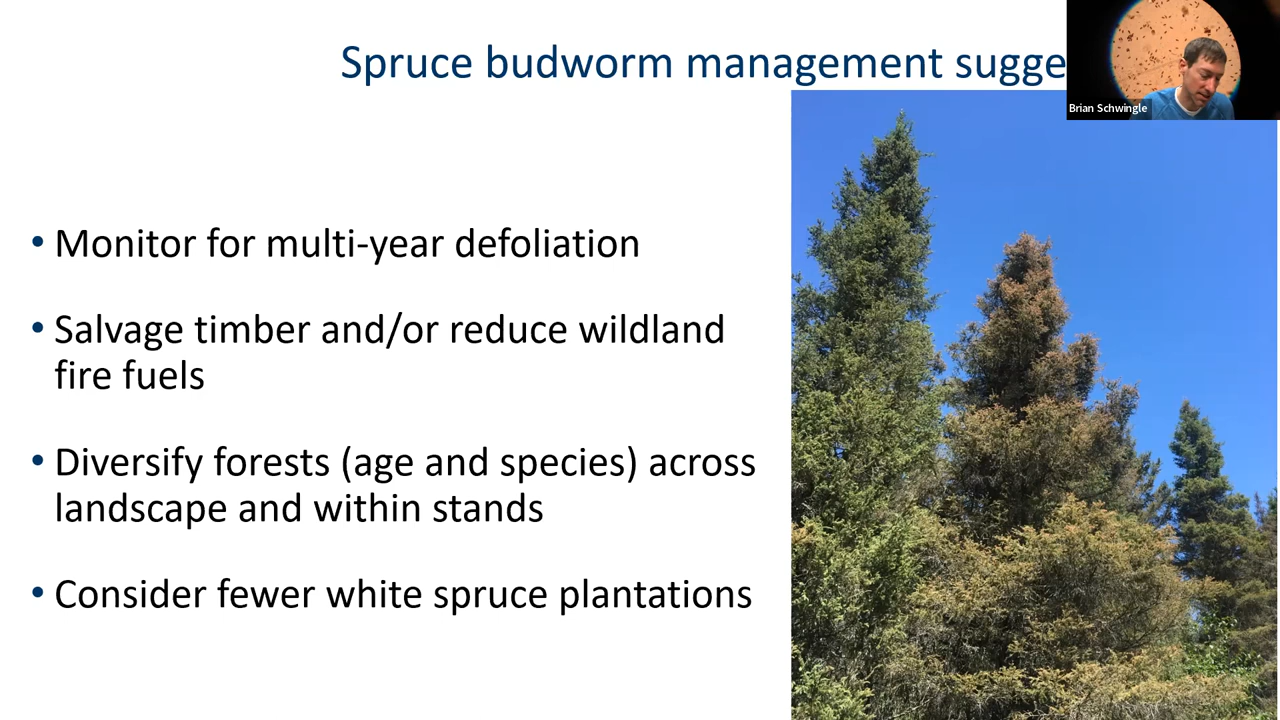 Spruce budworm management sugge
Brian Schwingle
• Monitor for multi-year defoliation
• Salvage timber and/or reduce wildland
fire fuels
• Diversify forests (age and species) across
landscape and within stands
• Consider fewer white spruce plantations